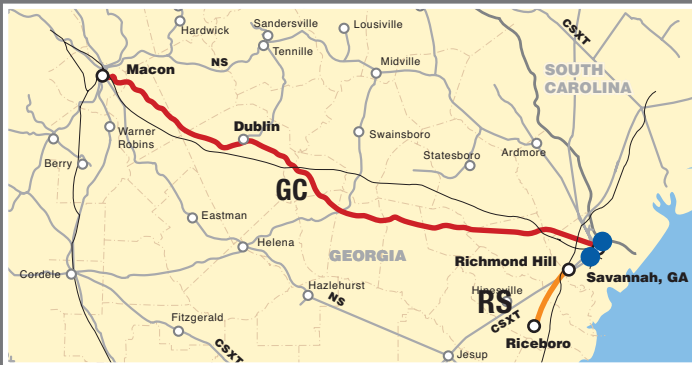 Hardwick
Sandersville
Lousiville
CSXT
Tennille
NS
Macon
Midville
SOUTH
CAROLINA
Warner
Robins
Dublin
Swainsboro
Berry
Statesboro
Ardmore
GC
Eastman
Helena
GEORGIA
Richmond Hill
Cordele
Savannah, GA
Hazlehurst
Hinesville
NS
RS
Fitzgerald
CSXT
CSXT
Riceboro
Jesup